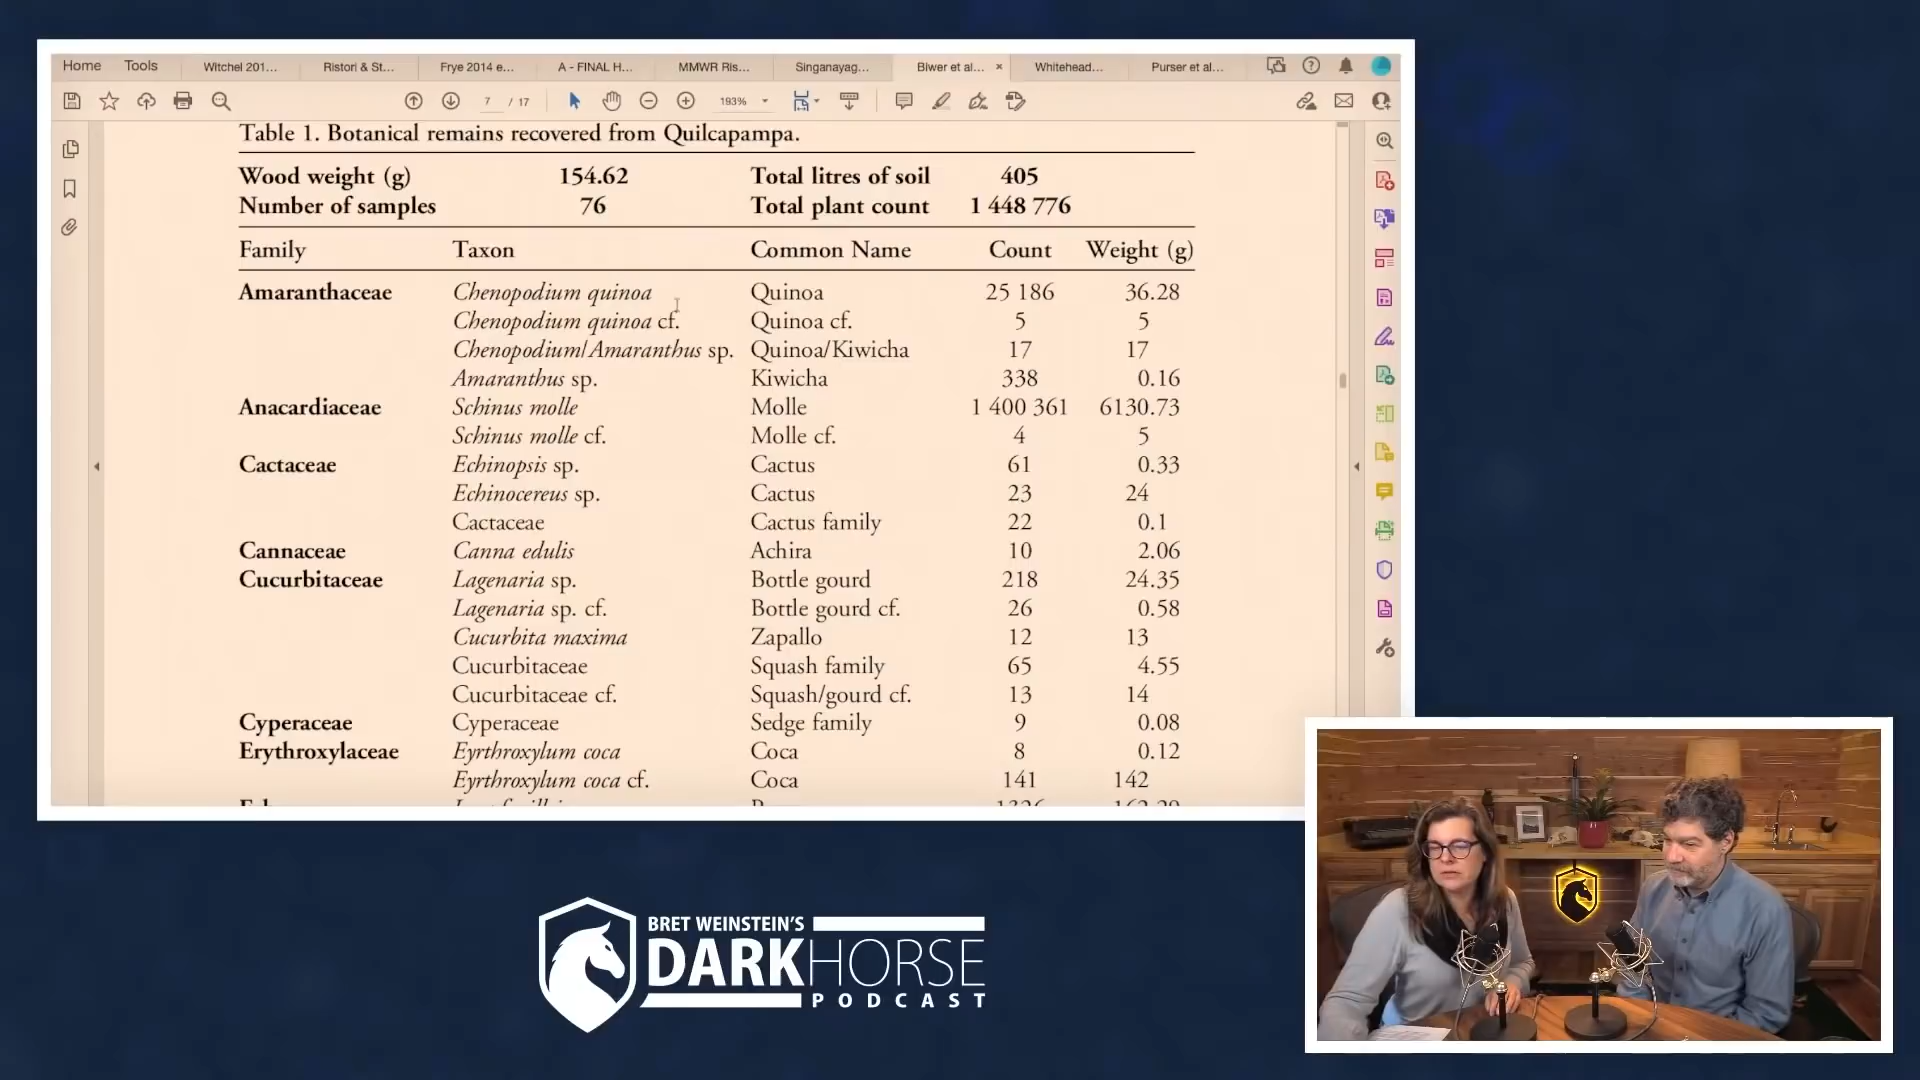 Home Tools Witchel 201... Ristori & St... Frye 2014 e... A - FINAL H... MMWR Ris... Singanayag... Biwer et al... × Whitehead... Purser et al...
7 / 17 193%
Table 1. Botanical remains recovered from Quilcapampa.
Wood weight (g) 154.62 Total litres of soil 405
Number of samples 76 Total plant count 1 448 776
Family Taxon Common Name Count Weight (g)
Amaranthaceae Chenopodium quinoa Quinoa 25 186 36.28
Chenopodium quinoa cf. Quinoa cf. 5 5
Chenopodium/Amaranthus sp. Quinoa/Kiwicha 17 17
Amaranthus sp. Kiwicha 338 0.16
Anacardiaceae Schinus molle Molle 1 400 361 6130.73
Schinus molle cf. Molle cf. 4 5
Cactaceae Echinopsis sp. Cactus 61 0.33
Echinocereus sp. Cactus 23 24
Cactaceae Cactus family 22 0.1
Cannaceae Canna edulis Achira 10 2.06
Cucurbitaceae Lagenaria sp. Bottle gourd 218 24.35
Lagenaria sp. cf. Bottle gourd cf. 26 0.58
Cucurbita maxima Zapallo 12 13
Cucurbitaceae Squash family 65 4.55
Cucurbitaceae cf. Squash/gourd cf. 13 14
Cyperaceae Cyperaceae Sedge family 9 0.08
Erythroxylaceae Eyrthroxylum coca Coca 8 0.12
Eyrthroxylum coca cf. Coca 141 142
BRET WEINSTEIN'S
DARKHORSE
PODCAST